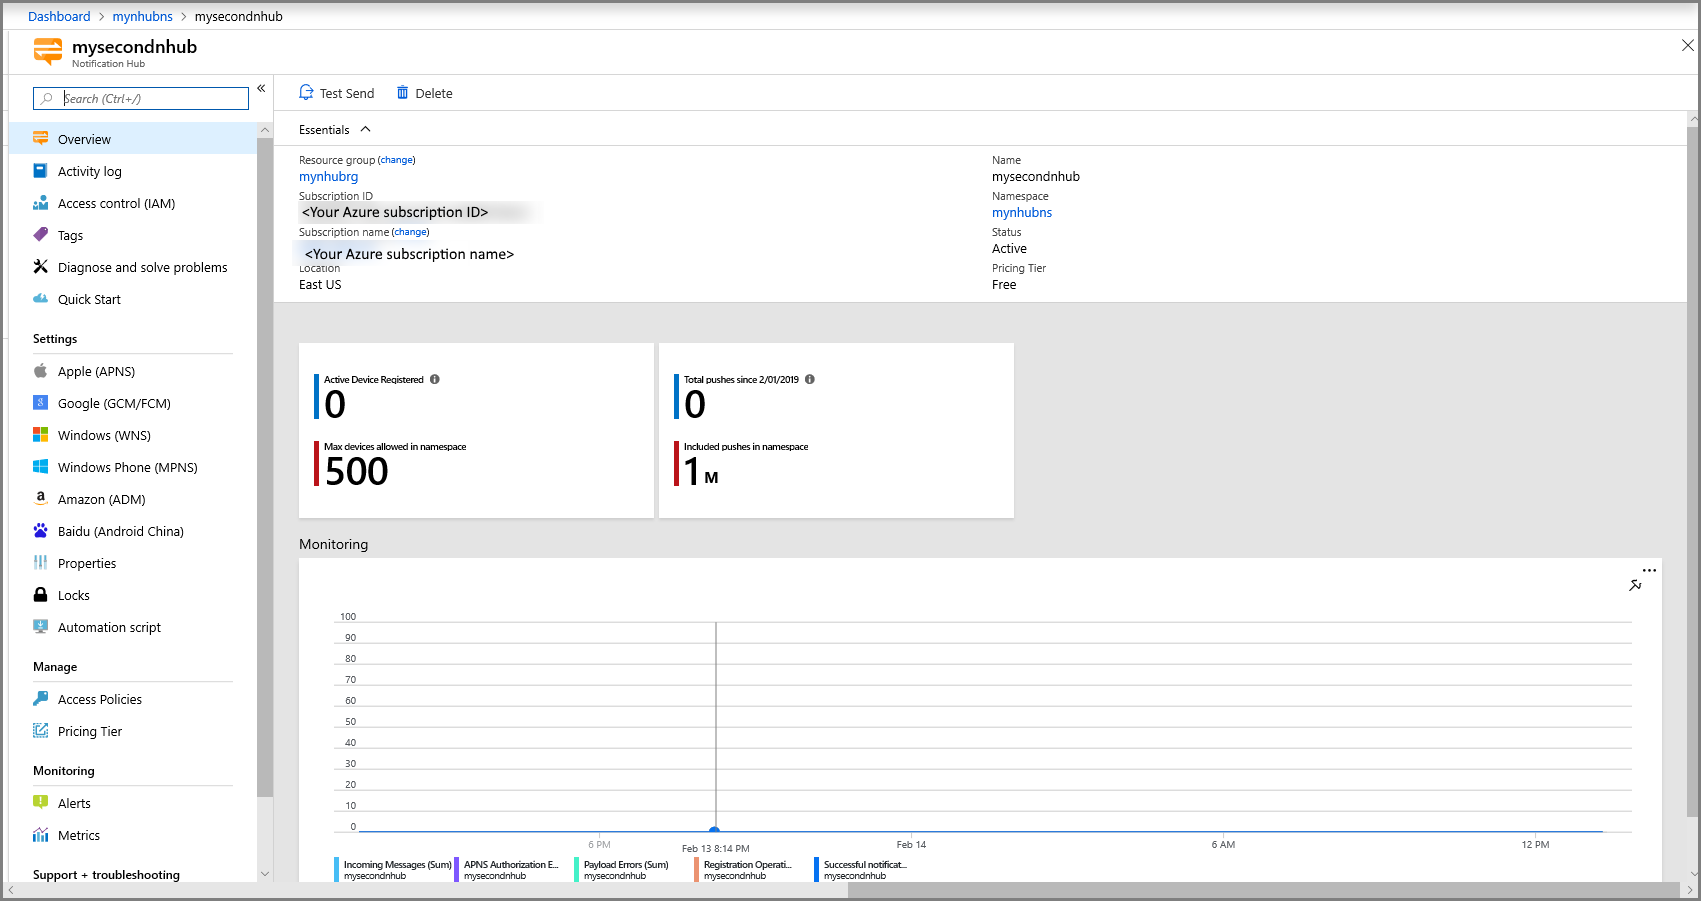 Dashboard > mynhubns > mysecondnhub
mysecondnhub
Notification Hub
Search (Ctrl+/)
«
Overview
Activity log
Access control (IAM)
Tags
Diagnose and solve problems
Quick Start
Settings
Apple (APNS)
Google (GCM/FCM)
Windows (WNS)
Windows Phone (MPNS)
Amazon (ADM)
Baidu (Android China)
Properties
Locks
Automation script
Manage
Access Policies
Pricing Tier
Monitoring
Alerts
Metrics
Support + troubleshooting
Test Send
Delete
Essentials
Resource group (change)
mynhubrg
Subscription ID
<Your Azure subscription ID>
Subscription name (change)
<Your Azure subscription name>
Location
East US
Name
mysecondnhub
Namespace
mynhubns
Status
Active
Pricing Tier
Free
Active Device Registered
0
Max devices allowed in namespace
500
Total pushes since 2/01/2019
0
Included pushes in namespace
1 M
Monitoring
100
90
80
70
60
50
40
30
20
10
0
6 PM
Feb 13 8:14 PM
Feb 14
6 AM
12 PM
Incoming Messages (Sum)
mysecondnhub
APNS Authorization E...
mysecondnhub
Payload Errors (Sum)
mysecondnhub
Registration Operati...
mysecondnhub
Successful notificat...
mysecondnhub